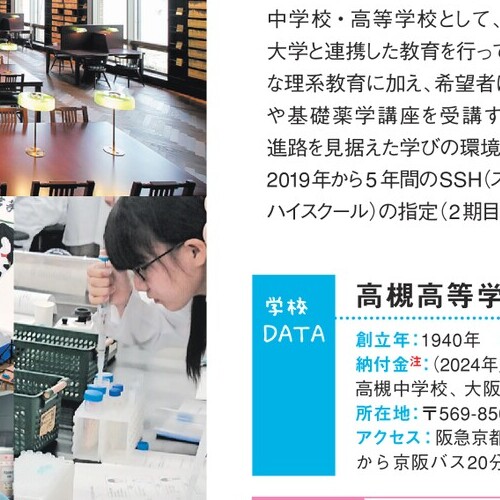 中学校・高等学校として、
大学と連携した教育を行って
な理系教育に加え、希望者に
や基礎薬学講座を受講す
進路を見据えた学びの環境
2019年から5年間のSSH(ス
ハイスクール)の指定(2期目
学校
DATA
高槻高等学
創立年：1940年
納付金注：(2024年
高槻中学校、大阪
所在地：〒569-850
アクセス：阪急京都
から京阪バス20分